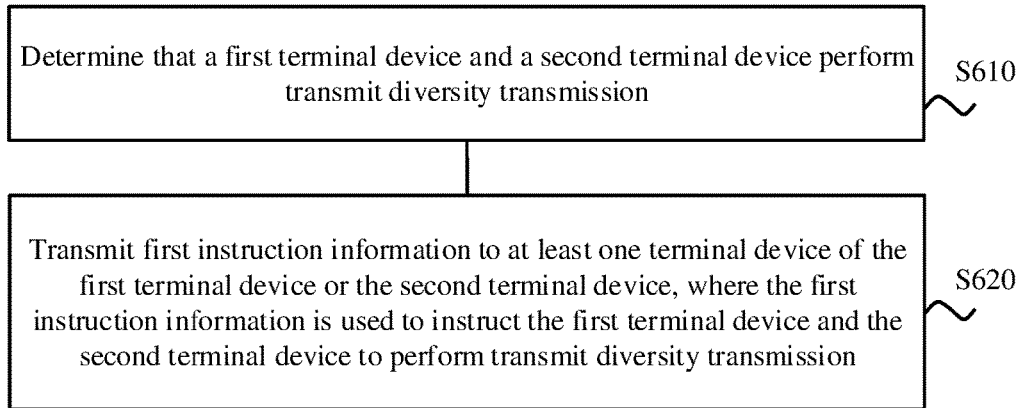 Determine that a first terminal device and a second terminal device perform
transmit diversity transmission
S610
Transmit first instruction information to at least one terminal device of the
first terminal device or the second terminal device, where the first
instruction information is used to instruct the first terminal device and the
second terminal device to perform transmit diversity transmission
S620